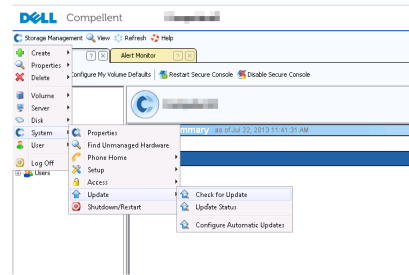 DELL Compellent
Storage Management View Refresh Help
Create
Properties
Delete
Alert Monitor
Configure My Volume Defaults Restart Secure Console Disable Secure Console
Volume
Server
Disk
System
User
Log Off
Users
mmary as of Jul 22, 2013 11:41:31 AM
Properties
Find Unmanaged Hardware
Phone Home
Setup
Access
Update
Shutdown/Restart
Check for Update
Update Status
Configure Automatic Updates